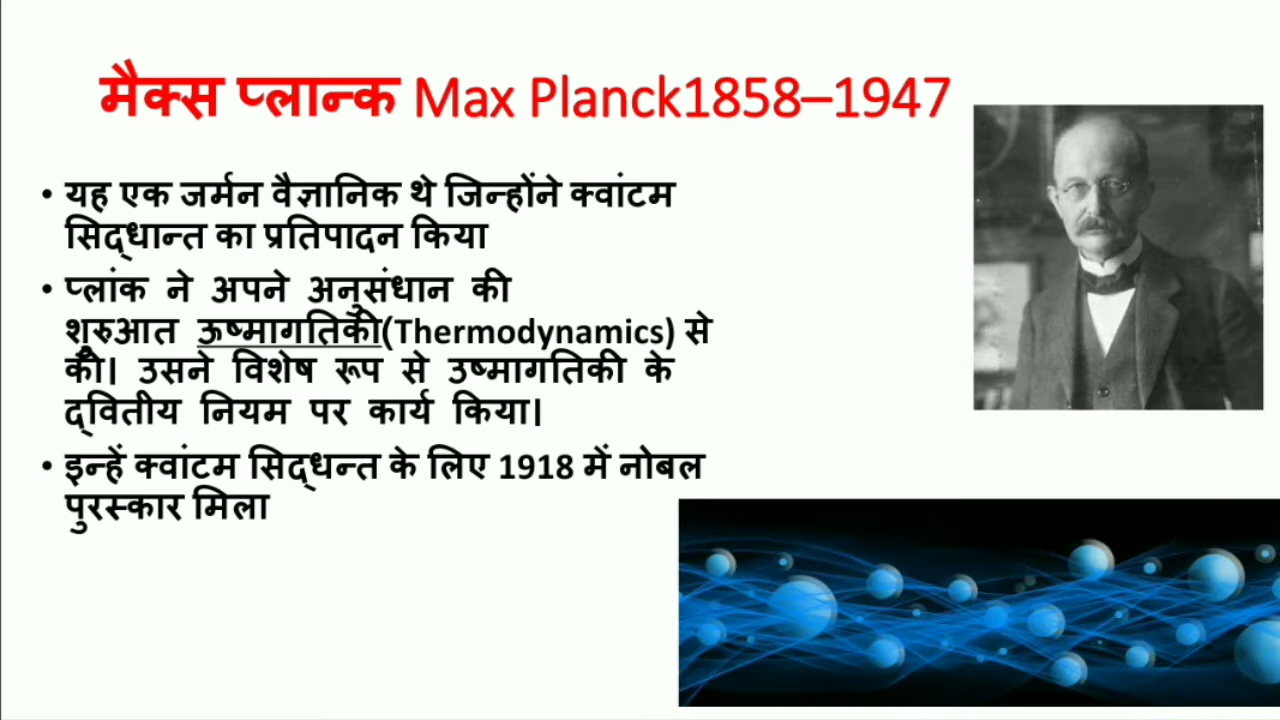 मैक्स प्लान्क Max Planck1858–1947
• यह एक जर्मन वैज्ञानिक थे जिन्होंने क्वांटम
सिद्धान्त का प्रतिपादन किया
• प्लांक ने अपने अनुसंधान की
शुरुआत ऊष्मागतिकी(Thermodynamics) से
की। उसने विशेष रूप से उष्मागतिकी के
द्वितीय नियम पर कार्य किया।
• इन्हें क्वांटम सिद्धन्त के लिए 1918 में नोबल
पुरस्कार मिला